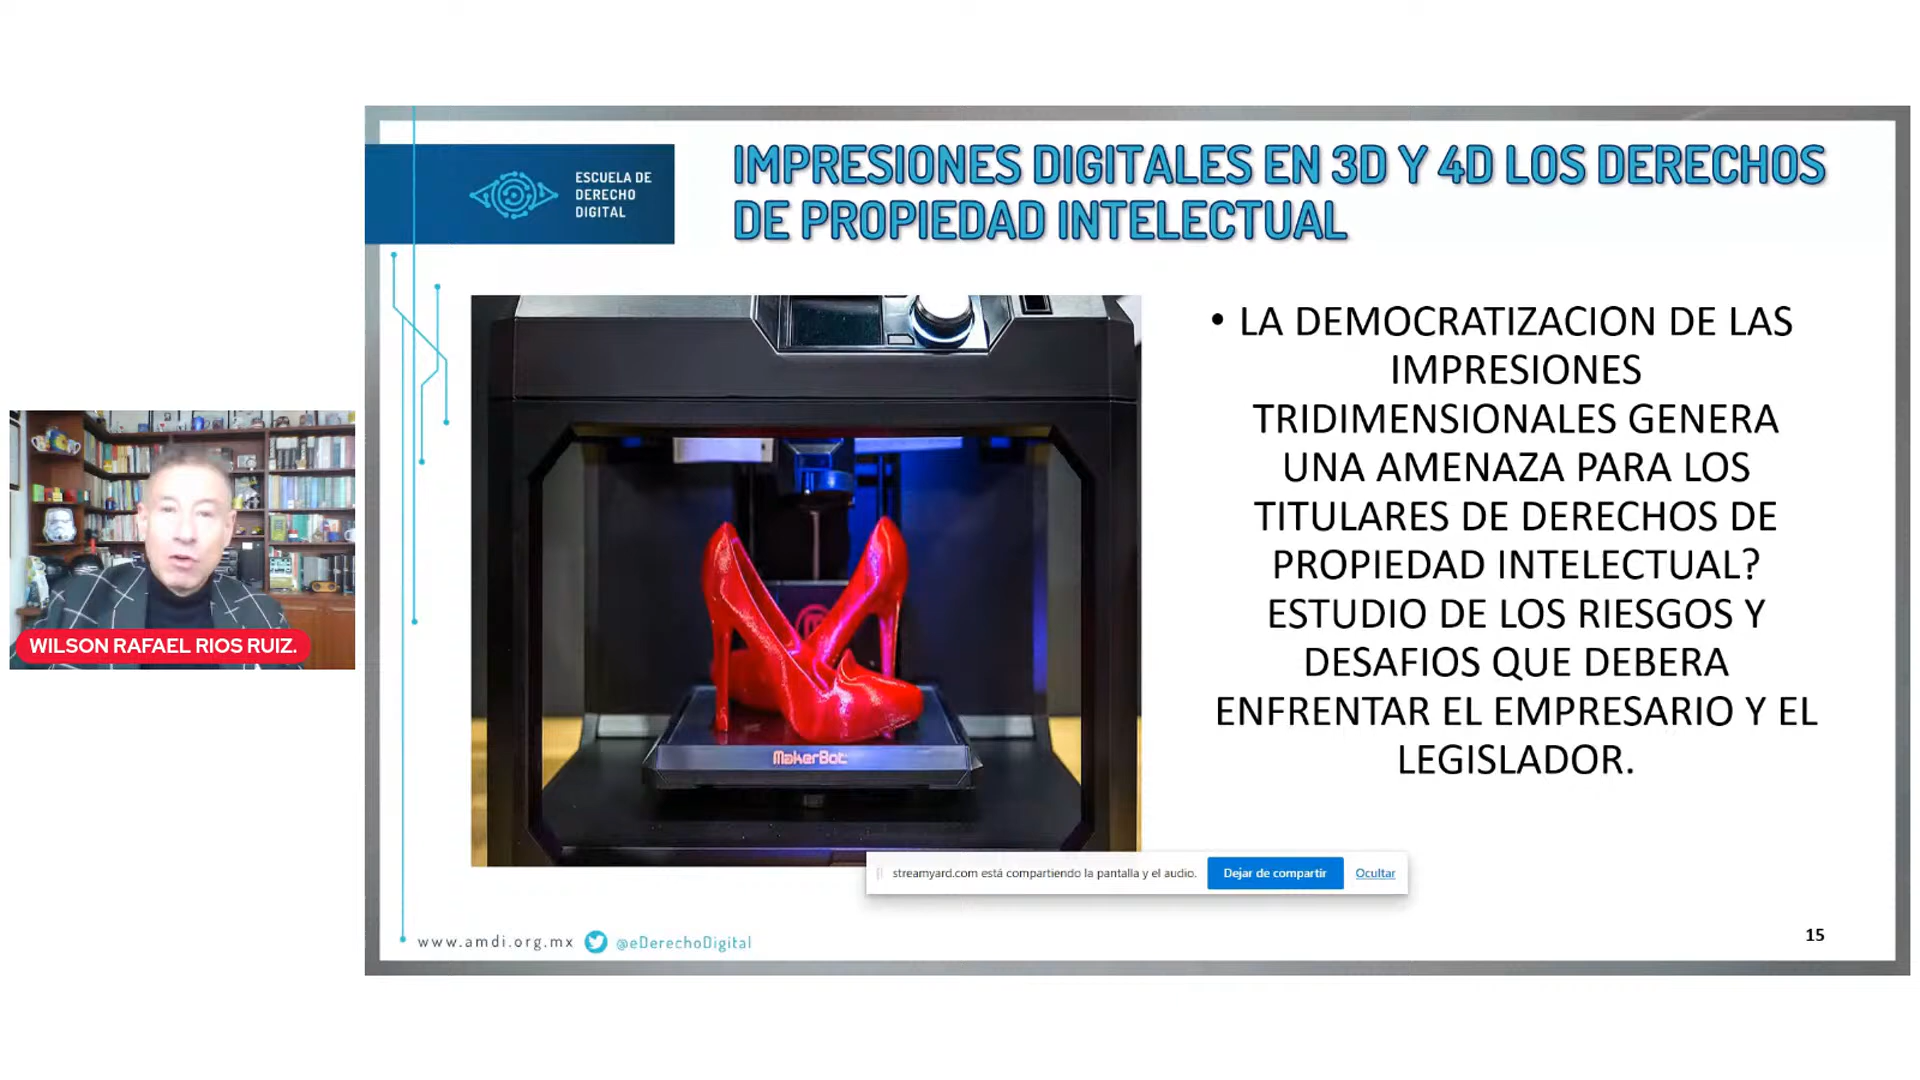 ESCUELA DE
DERECHO
DIGITAL
IMPRESIONES DIGITALES EN 3D Y 4D LOS DERECHOS
DE PROPIEDAD INTELECTUAL
• LA DEMOCRATIZACION DE LAS
IMPRESIONES
TRIDIMENSIONALES GENERA
UNA AMENAZA PARA LOS
TITULARES DE DERECHOS DE
PROPIEDAD INTELECTUAL?
ESTUDIO DE LOS RIESGOS Y
DESAFIOS QUE DEBERA
ENFRENTAR EL EMPRESARIO Y EL
LEGISLADOR.
MakerBot
WILSON RAFAEL RIOS RUIZ.
streamyard.com está compartiendo la pantalla y el audio.
Dejar de compartir
Ocultar
www.amdi.org.mx @eDerechoDigital
15